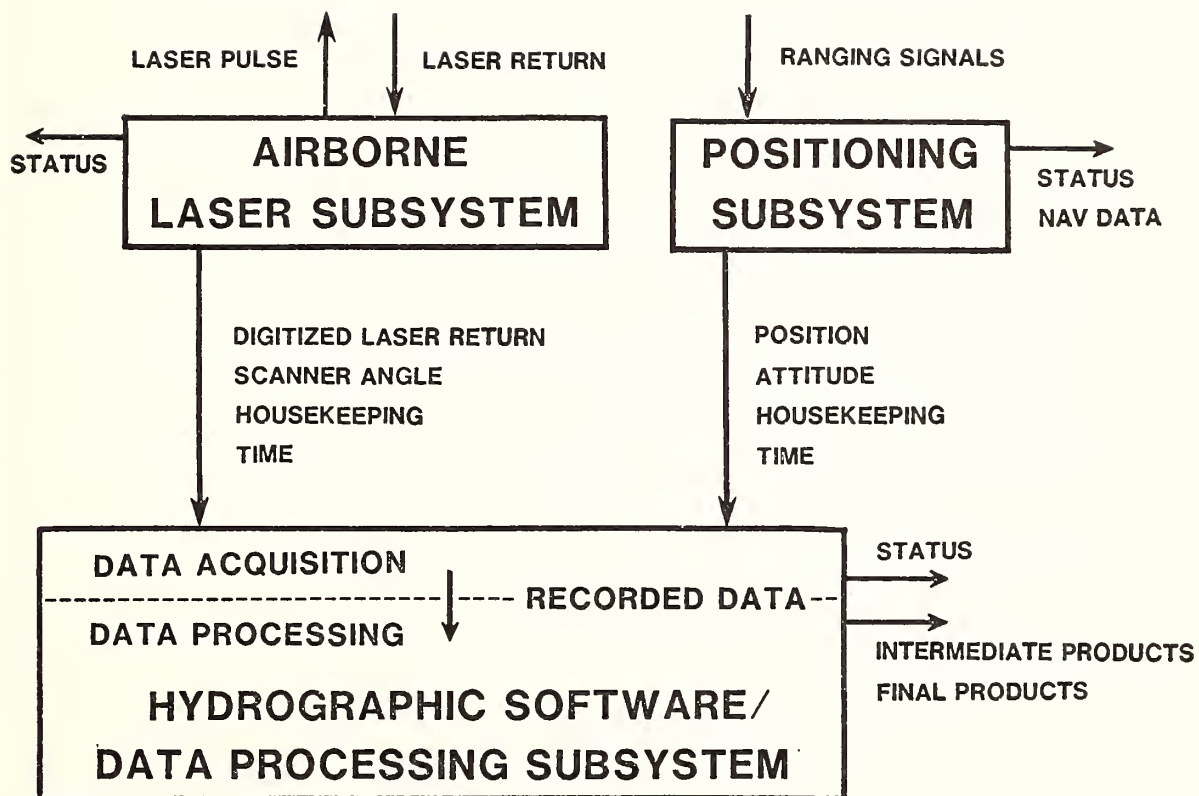 LASER PULSE
LASER RETURN
RANGING SIGNALS
STATUS
AIRBORNE
LASER SUBSYSTEM
POSITIONING
SUBSYSTEM
STATUS
NAV DATA
DIGITIZED LASER RETURN
SCANNER ANGLE
HOUSEKEEPING
TIME
POSITION
ATTITUDE
HOUSEKEEPING
TIME
DATA ACQUISITION
RECORDED DATA
DATA PROCESSING
HYDROGRAPHIC SOFTWARE/
DATA PROCESSING SUBSYSTEM
STATUS
INTERMEDIATE PRODUCTS
FINAL PRODUCTS